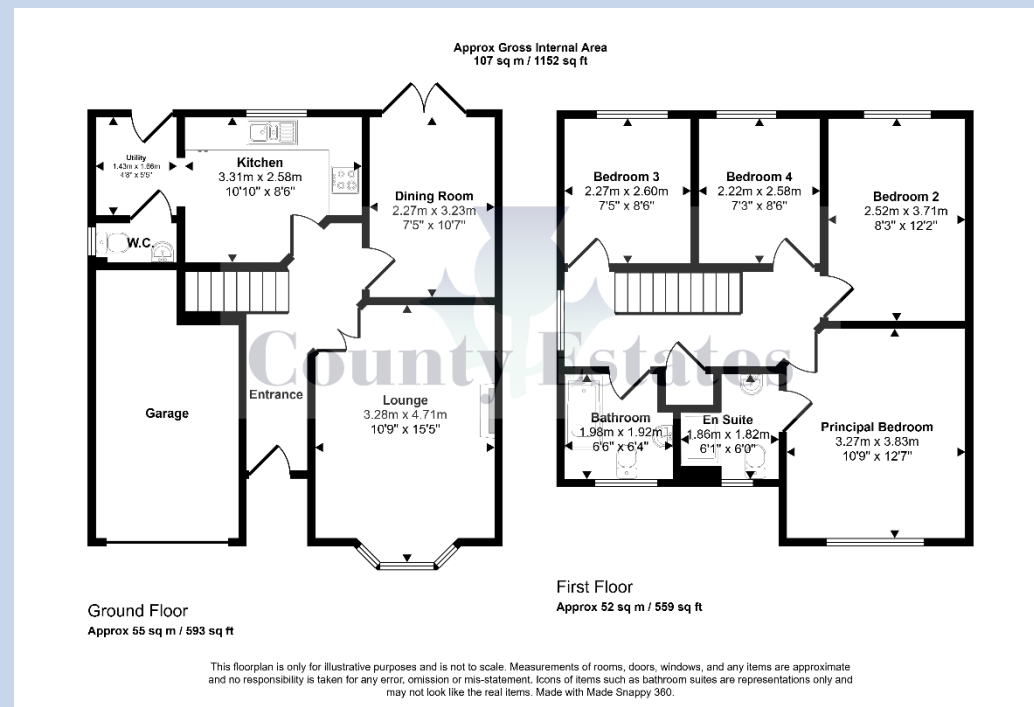 Approx Gross Internal Area
107 sq m / 1152 sq ft
Utility
1.43m x 1.66m
4'8" x 5'5"
Kitchen
3.31m x 2.58m
10'10" x 8'6"
Dining Room
2.27m x 3.23m
7'5" x 10'7"
W.C.
Garage
Entrance
Lounge
3.28m x 4.71m
10'9" x 15'5"
Bedroom 3
2.27m x 2.60m
7'5" x 8'6"
Bedroom 4
2.22m x 2.58m
7'3" x 8'6"
Bedroom 2
2.52m x 3.71m
8'3" x 12'2"
County Estates
Bathroom
1.98m x 1.92m
6'6" x 6'4"
En Suite
1.86m x 1.82m
6'1" x 6'0"
Principal Bedroom
3.27m x 3.83m
10'9" x 12'7"
Ground Floor
Approx 55 sq m / 593 sq ft
First Floor
Approx 52 sq m / 559 sq ft
This floorplan is only for illustrative purposes and is not to scale. Measurements of rooms, doors, windows, and any items are approximate
and no responsibility is taken for any error, omission or mis-statement. Icons of items such as bathroom suites are representations only and
may not look like the real items. Made with Made Snappy 360.